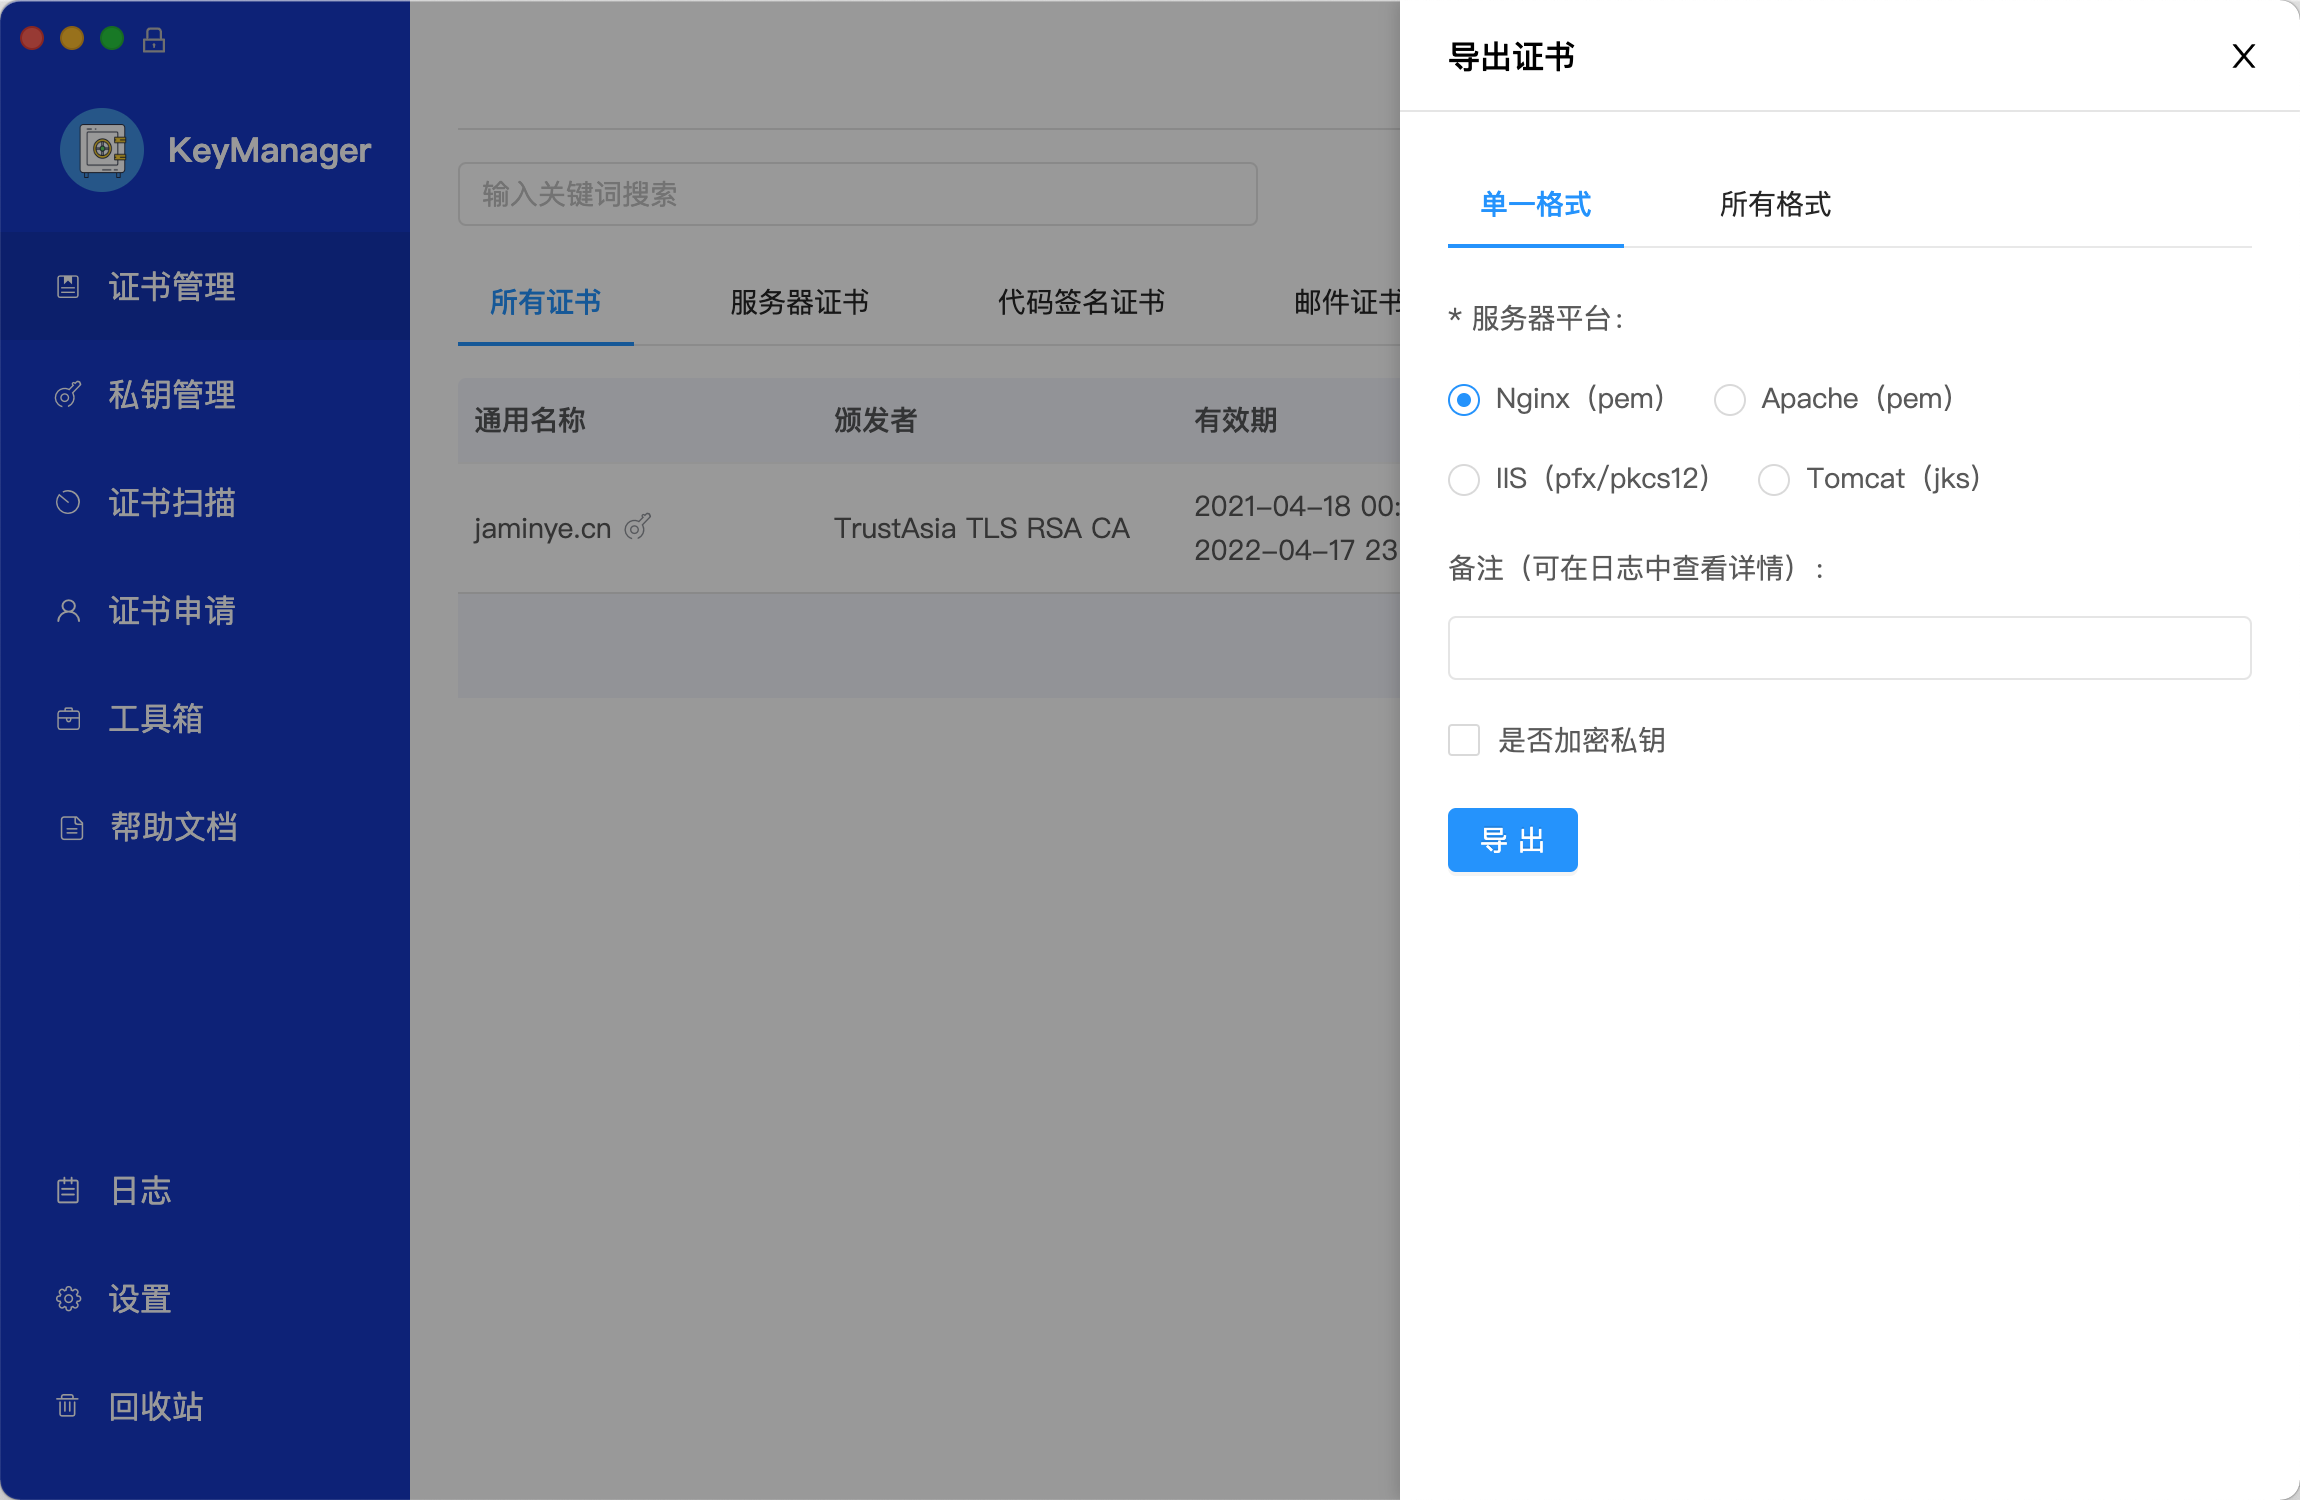 KeyManager
证书管理
私钥管理
证书扫描
证书申请
工具箱
帮助文档
日志
设置
回收站
输入关键词搜索
所有证书 服务器证书 代码签名证书 邮件证书
通用名称 颁发者 有效期
jaminye.cn TrustAsia TLS RSA CA 2021-04-18 00:
2022-04-17 23
导出证书
单一格式 所有格式
* 服务器平台:
Nginx（pem） Apache（pem）
IIS（pfx/pkcs12） Tomcat（jks）
备注（可在日志中查看详情）:
是否加密私钥
导 出